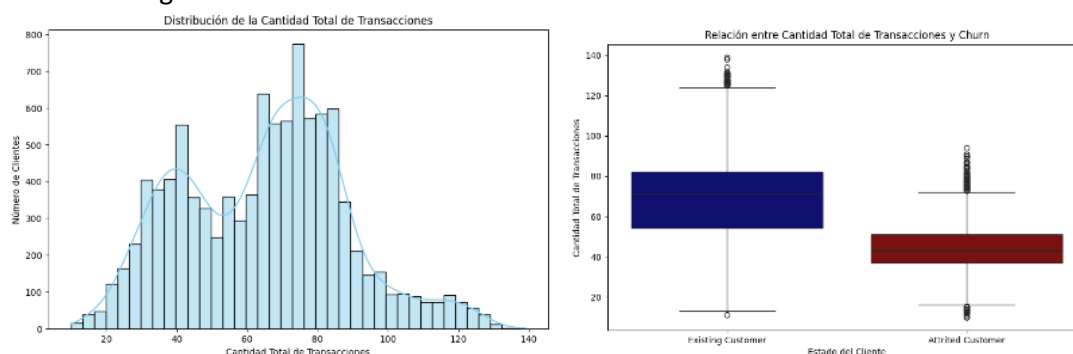 Distribución de la Cantidad Total de Transacciones
800
700
600
500
400
300
200
100
0
Número de Clientes
20 40 60 80 100 120 140
Cantidad Total de Transacciones
Relación entre Cantidad Total de Transacciones y Churn
140
120
100
80
60
40
20
Cantidad Total de Transacciones
Existing Customer Attrited Customer
Estado del Cliente